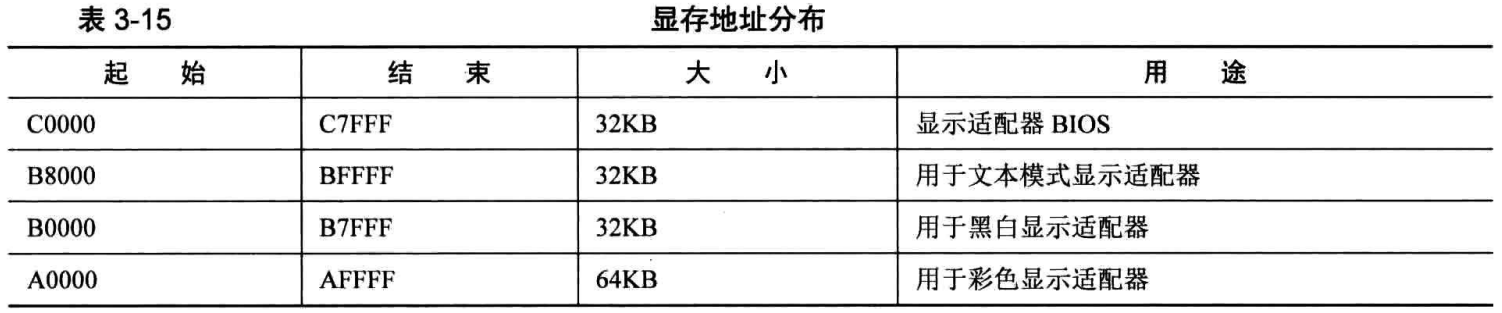 表 3-15 显存地址分布
起 始 结 束 大 小 用 途
C0000 C7FFF 32KB 显示适配器 BIOS
B8000 BFFFF 32KB 用于文本模式显示适配器
B0000 B7FFF 32KB 用于黑白显示适配器
A0000 AFFFF 64KB 用于彩色显示适配器